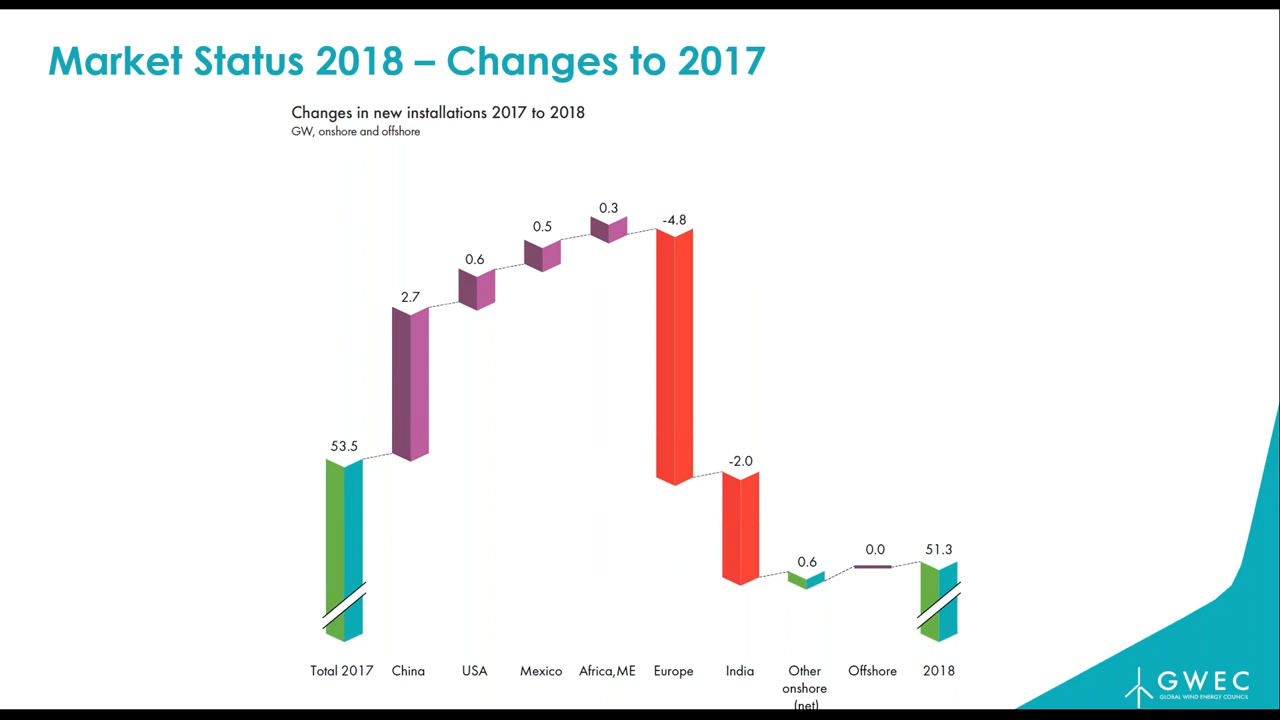 Market Status 2018 – Changes to 2017
Changes in new installations 2017 to 2018
GW, onshore and offshore
53.5
2.7
0.6
0.5
0.3
-4.8
-2.0
0.6
0.0
51.3
Total 2017
China
USA
Mexico
Africa,ME
Europe
India
Other
onshore
(net)
Offshore
2018
GWEC
GLOBAL WIND ENERGY COUNCIL